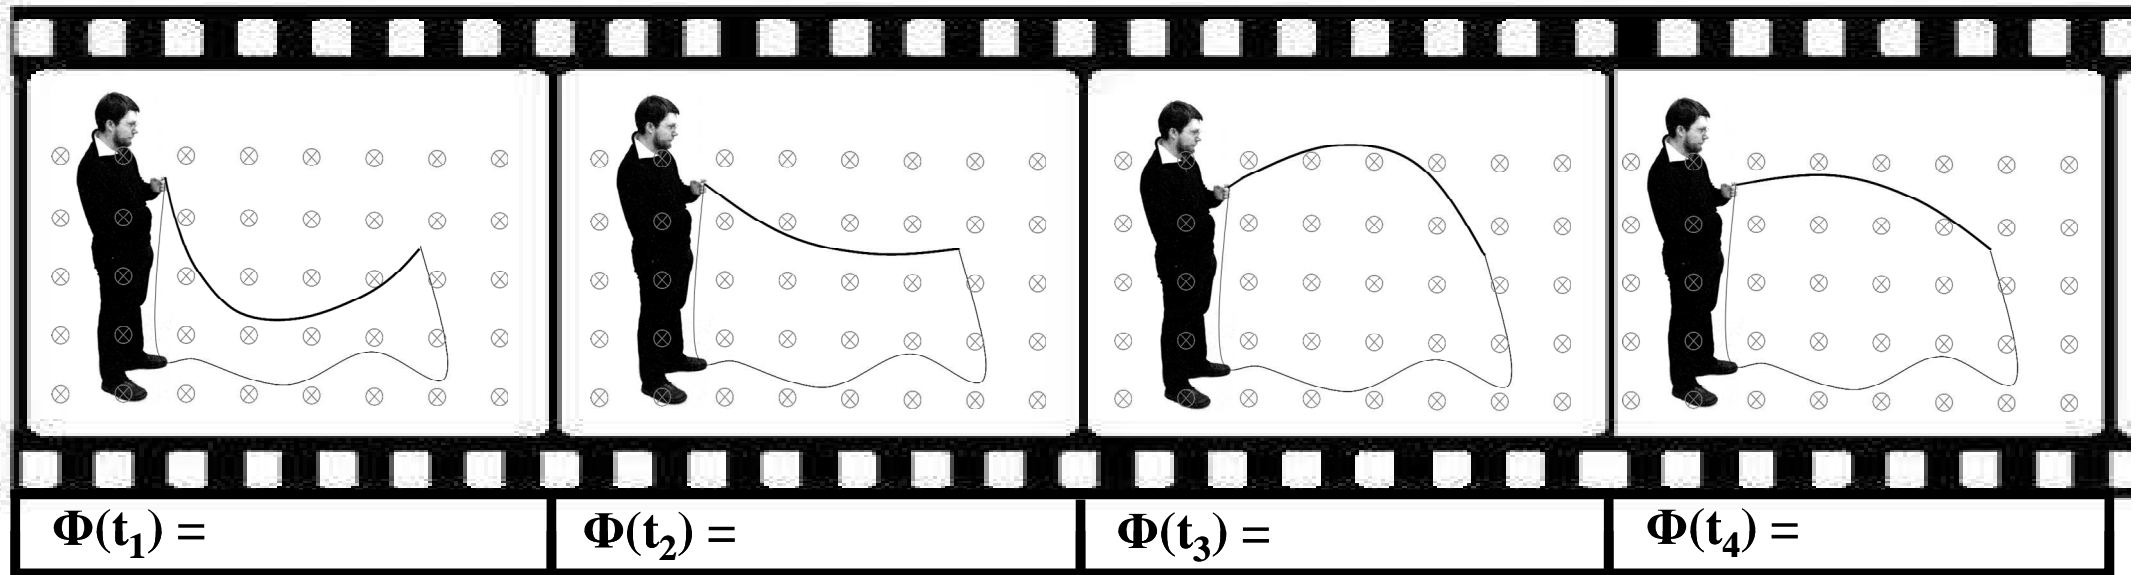 Φ(t₁) =
Φ(t₂) =
Φ(t₃) =
Φ(t₄) =